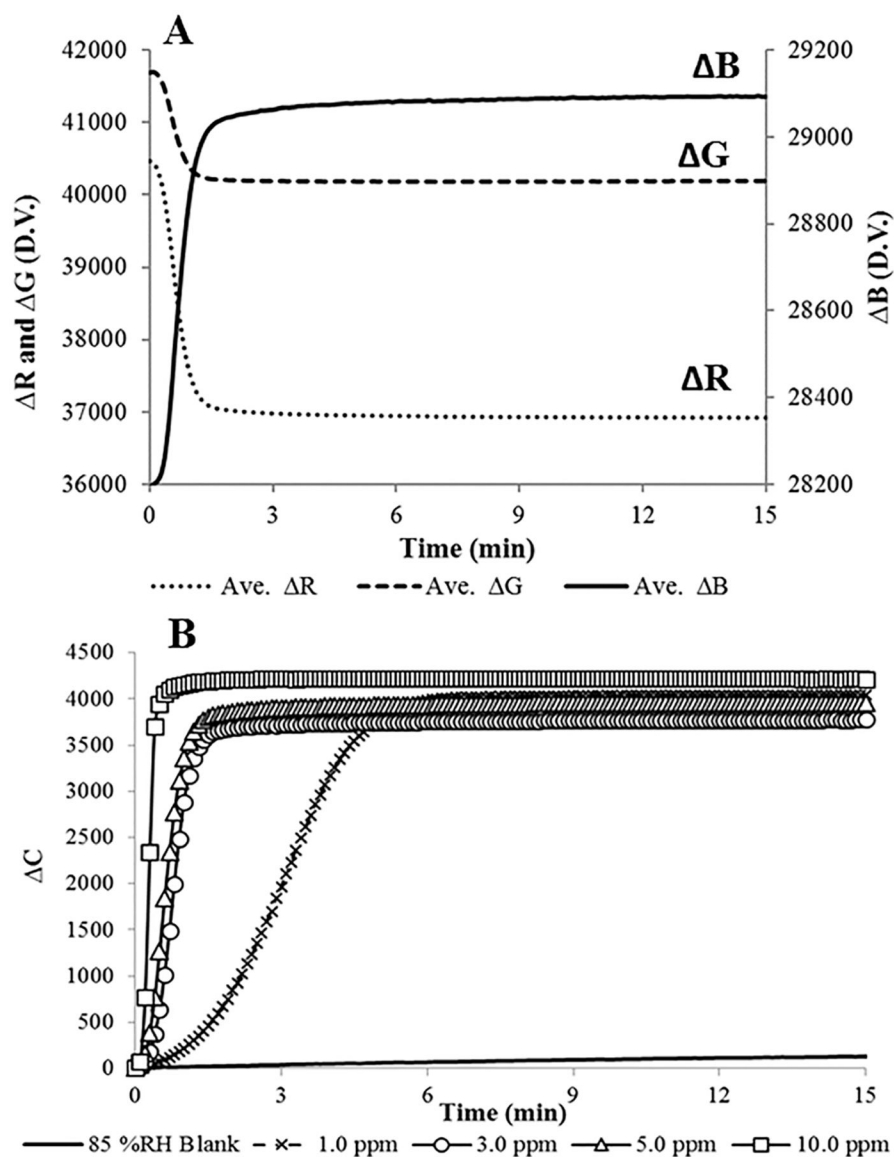 A
42000
41000
40000
39000
38000
37000
36000
ΔR and ΔG (D.V.)
29200
29000
28800
28600
28400
28200
ΔB (D.V.)
ΔB
ΔG
ΔR
0 3 6 9 12 15
Time (min)
Ave. ΔR Ave. ΔG Ave. ΔB
B
4500
4000
3500
3000
2500
2000
1500
1000
500
0
ΔC
0 3 6 9 12 15
Time (min)
85 %RH Blank 1.0 ppm 3.0 ppm 5.0 ppm 10.0 ppm